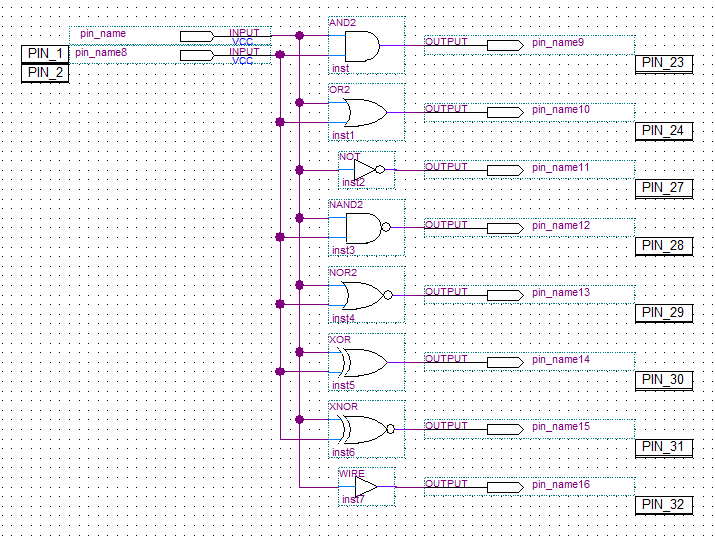 AND2
pin_name INPUT
VCC
OUTPUT pin_name9
PIN_1 pin_name8 INPUT
VCC
PIN_2
inst
PIN_23
OR2
OUTPUT pin_name10
inst1
PIN_24
NOT
OUTPUT pin_name11
inst2
PIN_27
NAND2
OUTPUT pin_name12
inst3
PIN_28
NOR2
OUTPUT pin_name13
inst4
PIN_29
XOR
OUTPUT pin_name14
inst5
PIN_30
XNOR
OUTPUT pin_name15
inst6
PIN_31
WIRE
OUTPUT pin_name16
inst7
PIN_32